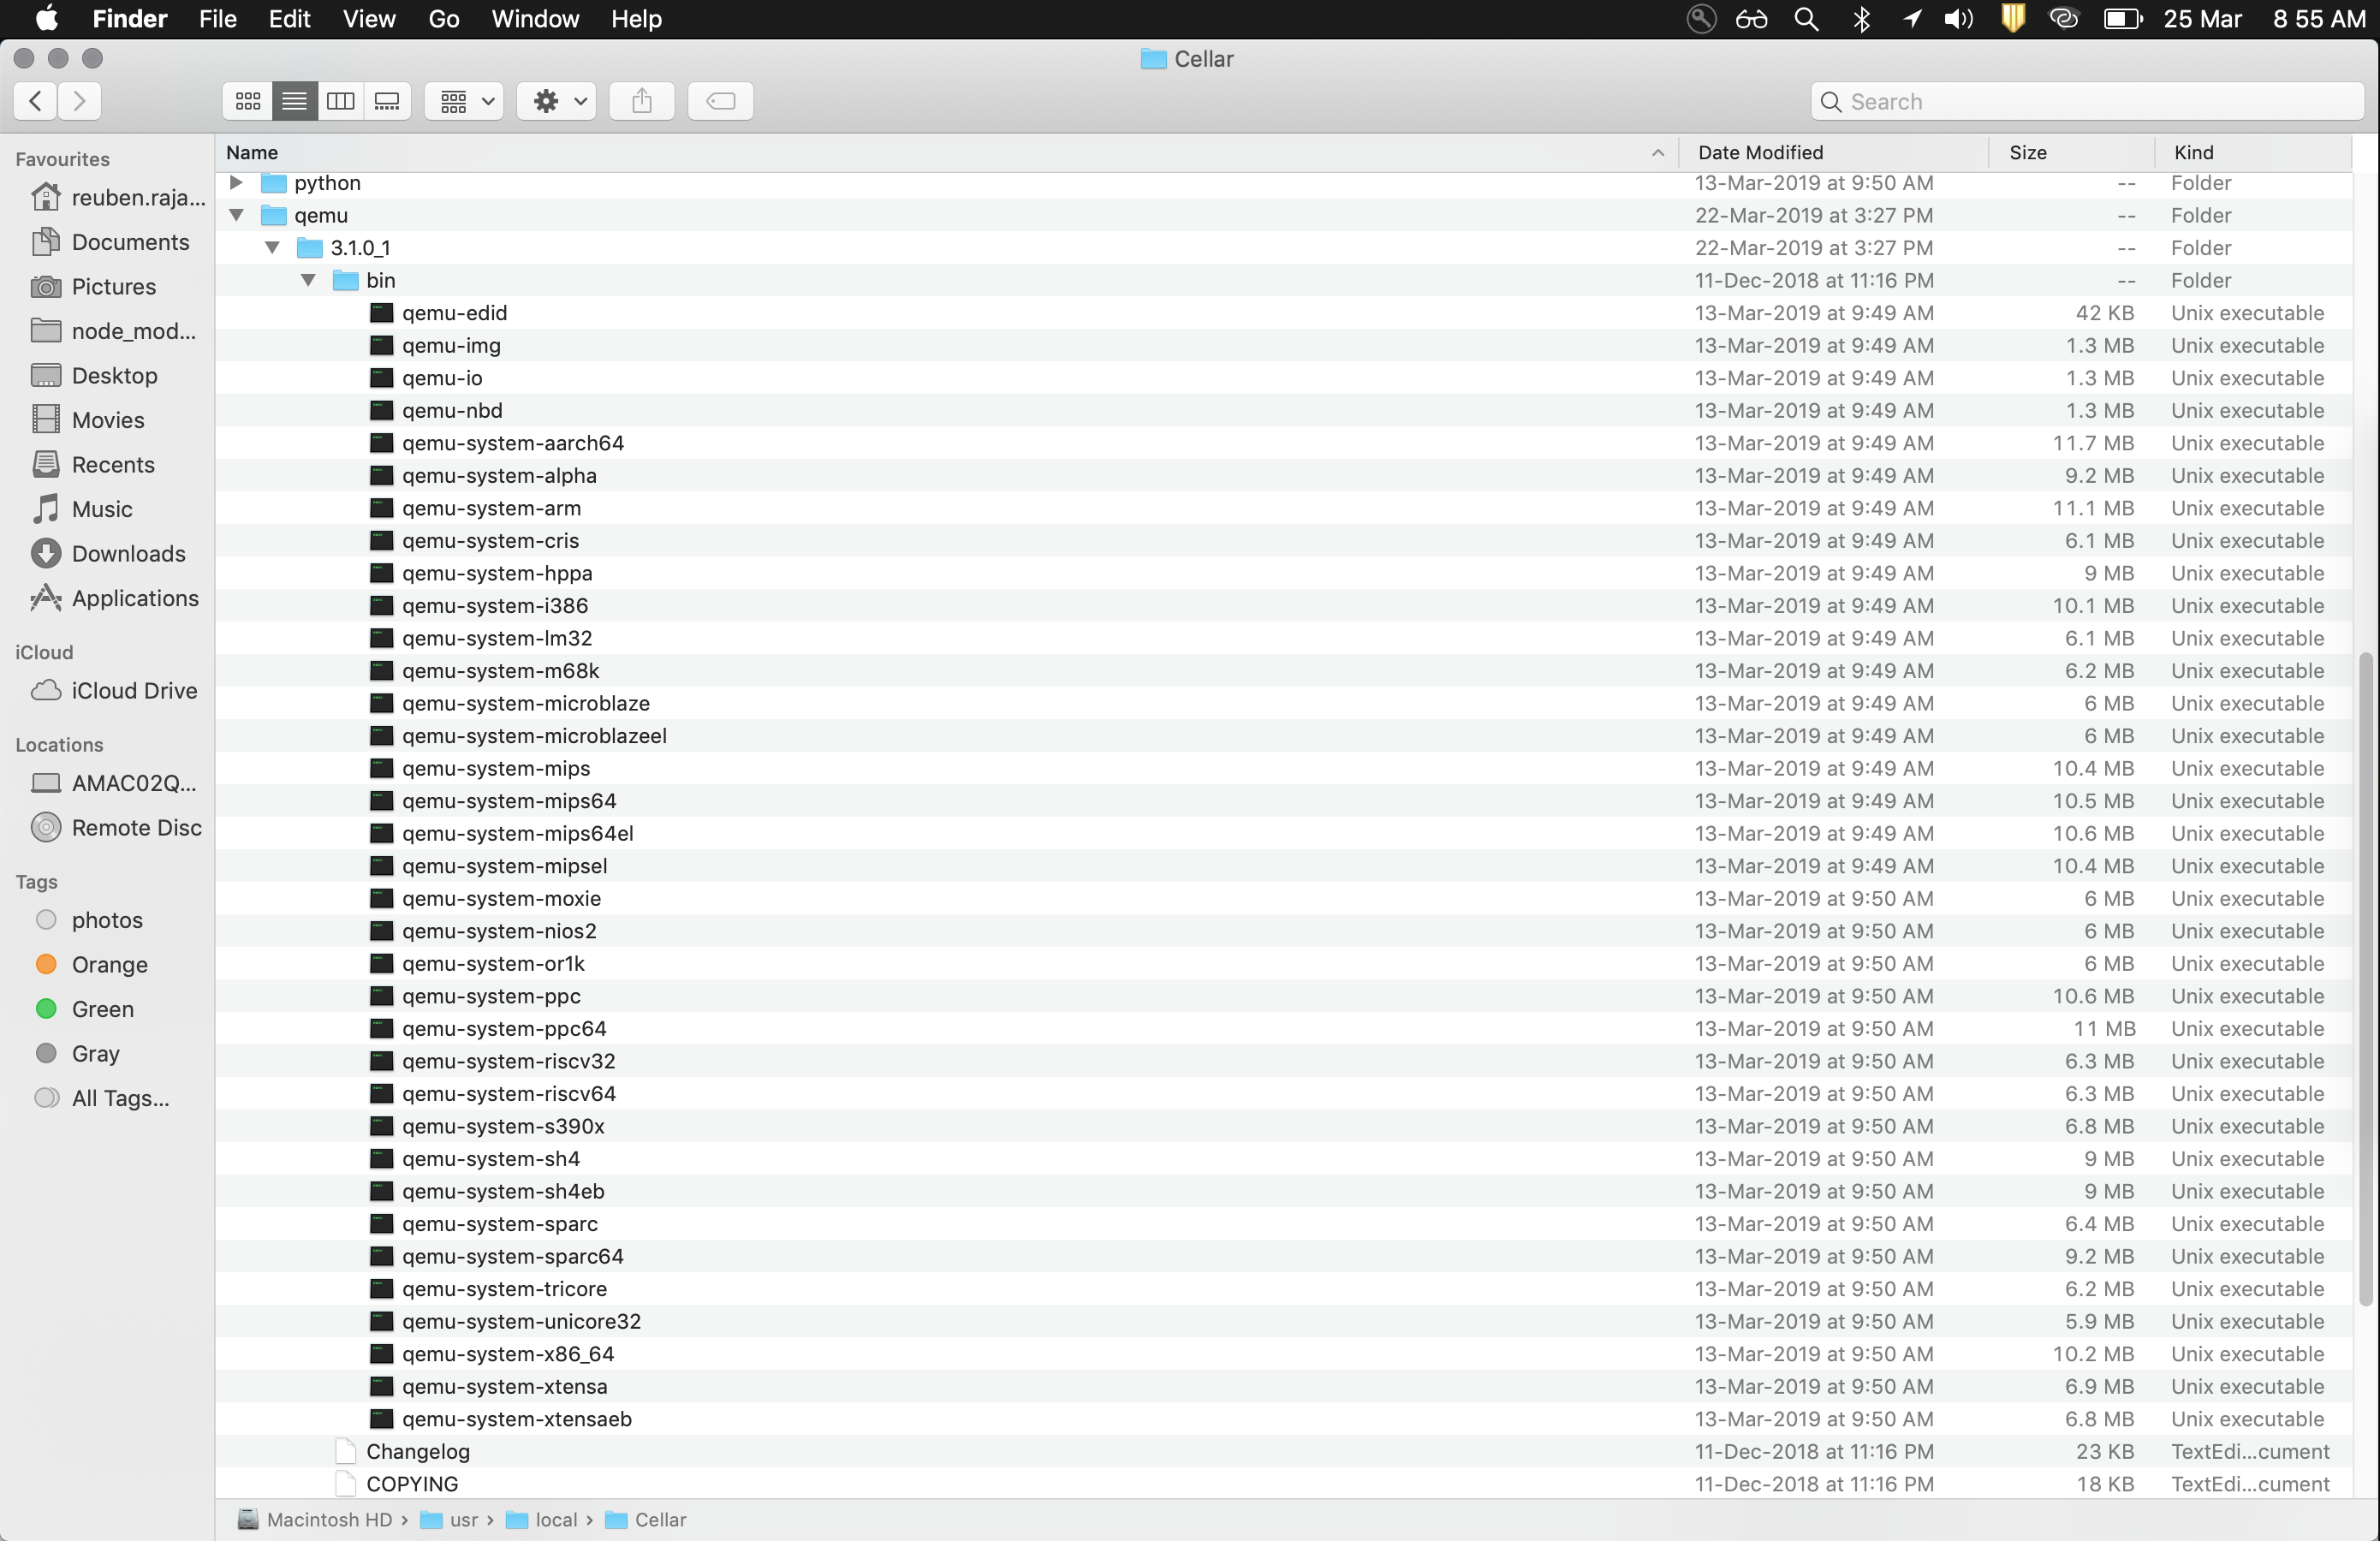 Finder File Edit View Go Window Help 25 Mar 8 55 AM
Cellar
Search
Favourites
reuben.raja...
Documents
Pictures
node_mod...
Desktop
Movies
Recents
Music
Downloads
Applications
iCloud
iCloud Drive
Locations
AMAC02Q...
Remote Disc
Tags
photos
Orange
Green
Gray
All Tags...
Name Date Modified Size Kind
python 13-Mar-2019 at 9:50 AM -- Folder
qemu 22-Mar-2019 at 3:27 PM -- Folder
3.1.0_1 22-Mar-2019 at 3:27 PM -- Folder
bin 11-Dec-2018 at 11:16 PM -- Folder
qemu-edid 13-Mar-2019 at 9:49 AM 42 KB Unix executable
qemu-img 13-Mar-2019 at 9:49 AM 1.3 MB Unix executable
qemu-io 13-Mar-2019 at 9:49 AM 1.3 MB Unix executable
qemu-nbd 13-Mar-2019 at 9:49 AM 1.3 MB Unix executable
qemu-system-aarch64 13-Mar-2019 at 9:49 AM 11.7 MB Unix executable
qemu-system-alpha 13-Mar-2019 at 9:49 AM 9.2 MB Unix executable
qemu-system-arm 13-Mar-2019 at 9:49 AM 11.1 MB Unix executable
qemu-system-cris 13-Mar-2019 at 9:49 AM 6.1 MB Unix executable
qemu-system-hppa 13-Mar-2019 at 9:49 AM 9 MB Unix executable
qemu-system-i386 13-Mar-2019 at 9:49 AM 10.1 MB Unix executable
qemu-system-lm32 13-Mar-2019 at 9:49 AM 6.1 MB Unix executable
qemu-system-m68k 13-Mar-2019 at 9:49 AM 6.2 MB Unix executable
qemu-system-microblaze 13-Mar-2019 at 9:49 AM 6 MB Unix executable
qemu-system-microblazeel 13-Mar-2019 at 9:49 AM 6 MB Unix executable
qemu-system-mips 13-Mar-2019 at 9:49 AM 10.4 MB Unix executable
qemu-system-mips64 13-Mar-2019 at 9:49 AM 10.5 MB Unix executable
qemu-system-mips64el 13-Mar-2019 at 9:49 AM 10.6 MB Unix executable
qemu-system-mipsel 13-Mar-2019 at 9:49 AM 10.4 MB Unix executable
qemu-system-moxie 13-Mar-2019 at 9:50 AM 6 MB Unix executable
qemu-system-nios2 13-Mar-2019 at 9:50 AM 6 MB Unix executable
qemu-system-or1k 13-Mar-2019 at 9:50 AM 6 MB Unix executable
qemu-system-ppc 13-Mar-2019 at 9:50 AM 10.6 MB Unix executable
qemu-system-ppc64 13-Mar-2019 at 9:50 AM 11 MB Unix executable
qemu-system-riscv32 13-Mar-2019 at 9:50 AM 6.3 MB Unix executable
qemu-system-riscv64 13-Mar-2019 at 9:50 AM 6.3 MB Unix executable
qemu-system-s390x 13-Mar-2019 at 9:50 AM 6.8 MB Unix executable
qemu-system-sh4 13-Mar-2019 at 9:50 AM 9 MB Unix executable
qemu-system-sh4eb 13-Mar-2019 at 9:50 AM 9 MB Unix executable
qemu-system-sparc 13-Mar-2019 at 9:50 AM 6.4 MB Unix executable
qemu-system-sparc64 13-Mar-2019 at 9:50 AM 9.2 MB Unix executable
qemu-system-tricore 13-Mar-2019 at 9:50 AM 6.2 MB Unix executable
qemu-system-unicore32 13-Mar-2019 at 9:50 AM 5.9 MB Unix executable
qemu-system-x86_64 13-Mar-2019 at 9:50 AM 10.2 MB Unix executable
qemu-system-xtensa 13-Mar-2019 at 9:50 AM 6.9 MB Unix executable
qemu-system-xtensaeb 13-Mar-2019 at 9:50 AM 6.8 MB Unix executable
Changelog 11-Dec-2018 at 11:16 PM 23 KB TextEdi...cument
COPYING 11-Dec-2018 at 11:16 PM 18 KB TextEdi...cument
Macintosh HD › usr › local › Cellar